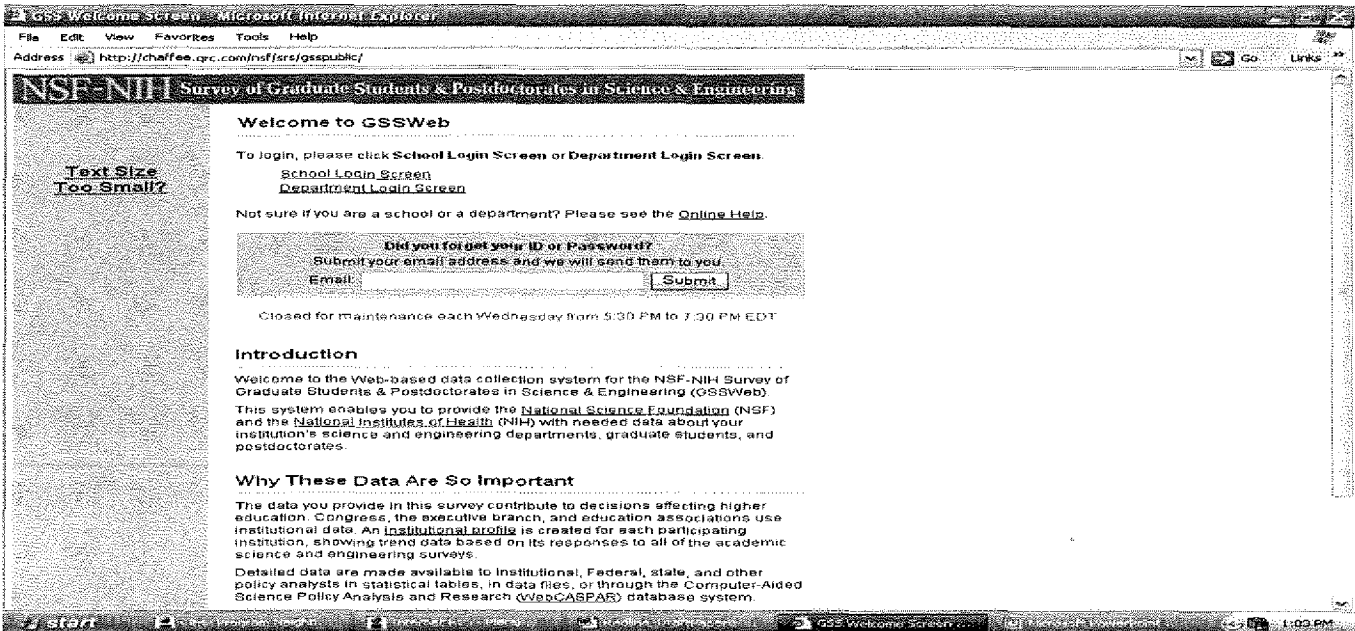 GSS Welcome Screen - Microsoft Internet Explorer
File Edit View Favorites Tools Help
Address http://chaffee.qrc.com/nsf/srs/gsspublic/ Go Links »
NSF-NIH Survey of Graduate Students & Postdoctorates in Science & Engineering
Text Size
Too Small?
Welcome to GSSWeb
To login, please click School Login Screen or Department Login Screen.
School Login Screen
Department Login Screen
Not sure if you are a school or a department? Please see the Online Help.
Did you forget your ID or Password?
Submit your email address and we will send them to you.
Email: Submit
Closed for maintenance each Wednesday from 5:30 PM to 7:30 PM EDT
Introduction
Welcome to the Web-based data collection system for the NSF-NIH Survey of
Graduate Students & Postdoctorates in Science & Engineering (GSSWeb).
This system enables you to provide the National Science Foundation (NSF)
and the National Institutes of Health (NIH) with needed data about your
institution's science and engineering departments, graduate students, and
postdoctorates.
Why These Data Are So Important
The data you provide in this survey contribute to decisions affecting higher
education. Congress, the executive branch, and education associations use
institutional data. An institutional profile is created for each participating
institution, showing trend data based on its responses to all of the academic
science and engineering surveys.
Detailed data are made available to Institutional, Federal, state, and other
policy analysts in statistical tables, in data files, or through the Computer-Aided
Science Policy Analysis and Research (WebCASPAR) database system.
start GSS Welcome Screen Microsoft PowerPoint 1:03 PM